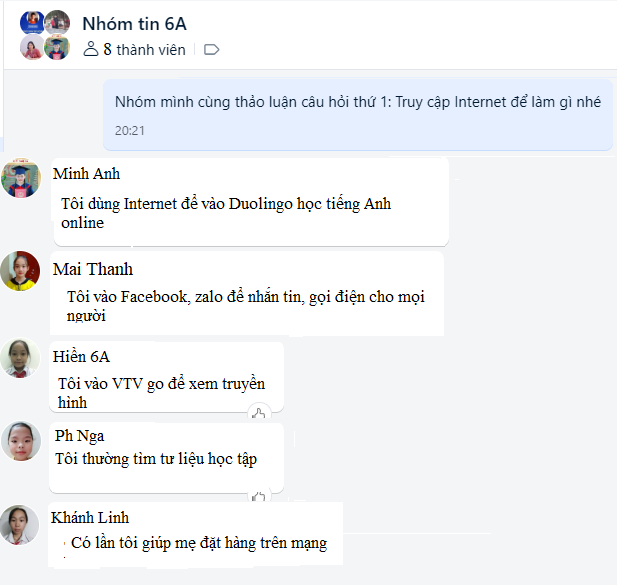 Nhóm tin 6A
8 thành viên
Nhóm mình cùng thảo luận câu hỏi thứ 1: Truy cập Internet để làm gì nhé
20:21
Minh Anh
Tôi dùng Internet để vào Duolingo học tiếng Anh
online
Mai Thanh
Tôi vào Facebook, zalo để nhắn tin, gọi điện cho mọi
người
Hiền 6A
Tôi vào VTV go để xem truyền
hình
Ph Nga
Tôi thường tìm tư liệu học tập
Khánh Linh
Có lần tôi giúp mẹ đặt hàng trên mạng